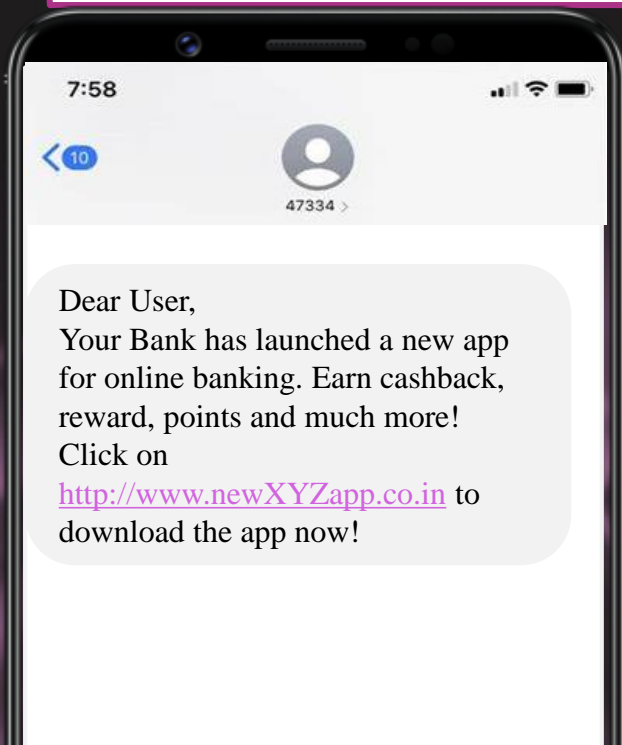 7:58
10
47334 >
Dear User,
Your Bank has launched a new app
for online banking. Earn cashback,
reward, points and much more!
Click on
http://www.newXYZapp.co.in to
download the app now!